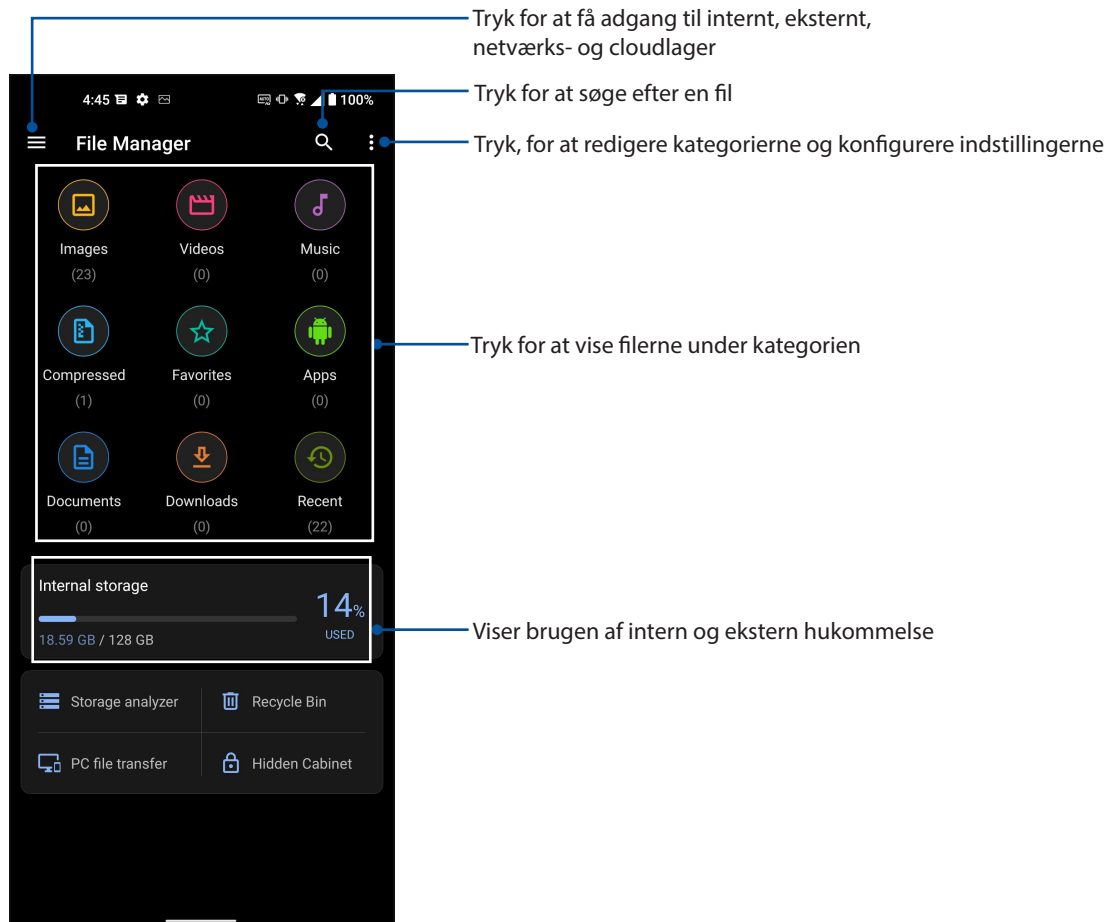 Tryk for at få adgang til internt, eksternt,
netværks- og cloudlager
4:45
100%
Tryk for at søge efter en fil
File Manager
Tryk, for at redigere kategorierne og konfigurere indstillingerne
Images Videos Music
(23) (0) (0)
Tryk for at vise filerne under kategorien
Compressed Favorites Apps
(1) (0) (0)
Documents Downloads Recent
(0) (0) (22)
Internal storage
14%
18.59 GB / 128 GB
USED
Viser brugen af intern og ekstern hukommelse
Storage analyzer Recycle Bin
PC file transfer Hidden Cabinet